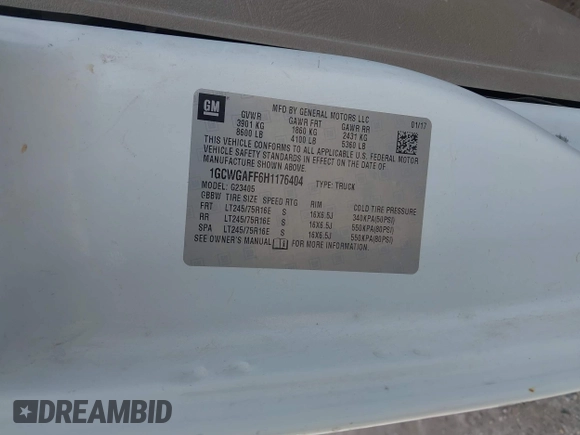 GM
MFD BY GENERAL MOTORS LLC
01/17
GVWR GAWR FRT GAWR RR
3901 KG 1860 KG 2431 KG
8600 LB 4100 LB 5360 LB
THIS VEHICLE CONFORMS TO ALL APPLICABLE U.S. FEDERAL MOTOR
VEHICLE SAFETY STANDARDS IN EFFECT ON THE DATE OF
MANUFACTURE SHOWN ABOVE.
1GCWGAFF6H1176404 TYPE: TRUCK
MODEL: G23405
GBBW TIRE SIZE SPEED RTG RIM COLD TIRE PRESSURE
FRT LT245/75R16E S 16X6.5J 340KPA(50PSI)
RR LT245/75R16E S 16X6.5J 550KPA(80PSI)
SPA LT245/75R16E S 16X6.5J 550KPA(80PSI)
SEE OWNER'S MANUAL FOR MORE INFORMATION.
DREAMBID